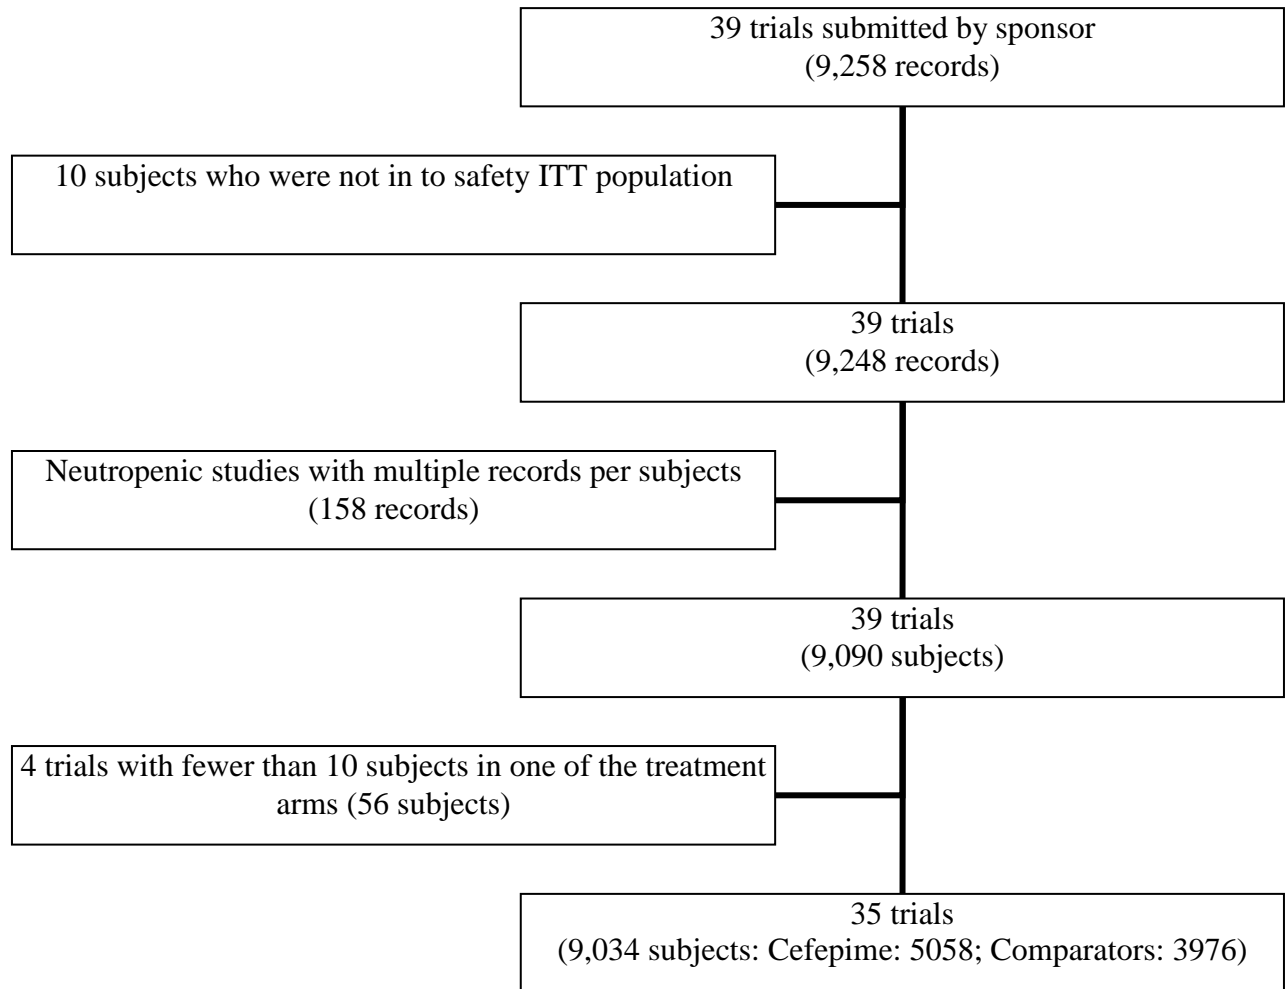 39 trials submitted by sponsor
(9,258 records)
10 subjects who were not in to safety ITT population
39 trials
(9,248 records)
Neutropenic studies with multiple records per subjects
(158 records)
39 trials
(9,090 subjects)
4 trials with fewer than 10 subjects in one of the treatment
arms (56 subjects)
35 trials
(9,034 subjects: Cefepime: 5058; Comparators: 3976)